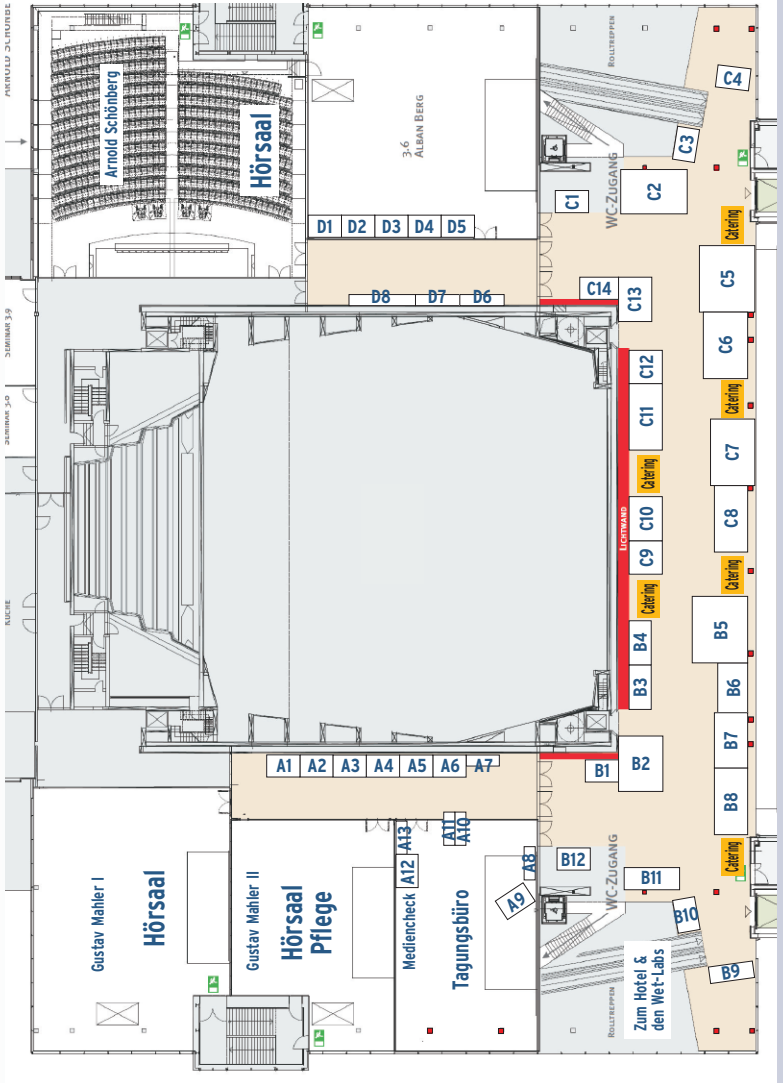 ARNOLD SCHÖNBE
SEMINAR 3.9
KÜCHE
Arnold Schönberg
Hörsaal
3.6
ALBAN BERG
ROLLTREPPEN
WC-ZUGANG
C4
C3
C2
C1
D1
D2
D3
D4
D5
D8
D7
D6
C14
C13
Catering
C5
C6
C12
C11
Catering
C7
Catering
C10
C9
LICHTWAND
C8
Catering
Catering
B5
B4
B3
B6
B7
B8
B2
B1
A1
A2
A3
A4
A5
A6
A7
A13
A12
A11
A10
A8
A9
B12
B11
B10
B9
Catering
WC-ZUGANG
ROLLTREPPEN
Gustav Mahler I
Hörsaal
Gustav Mahler II
Hörsaal
Pflege
Mediencheck
Tagungsbüro
Zum Hotel &
den Wet-Labs